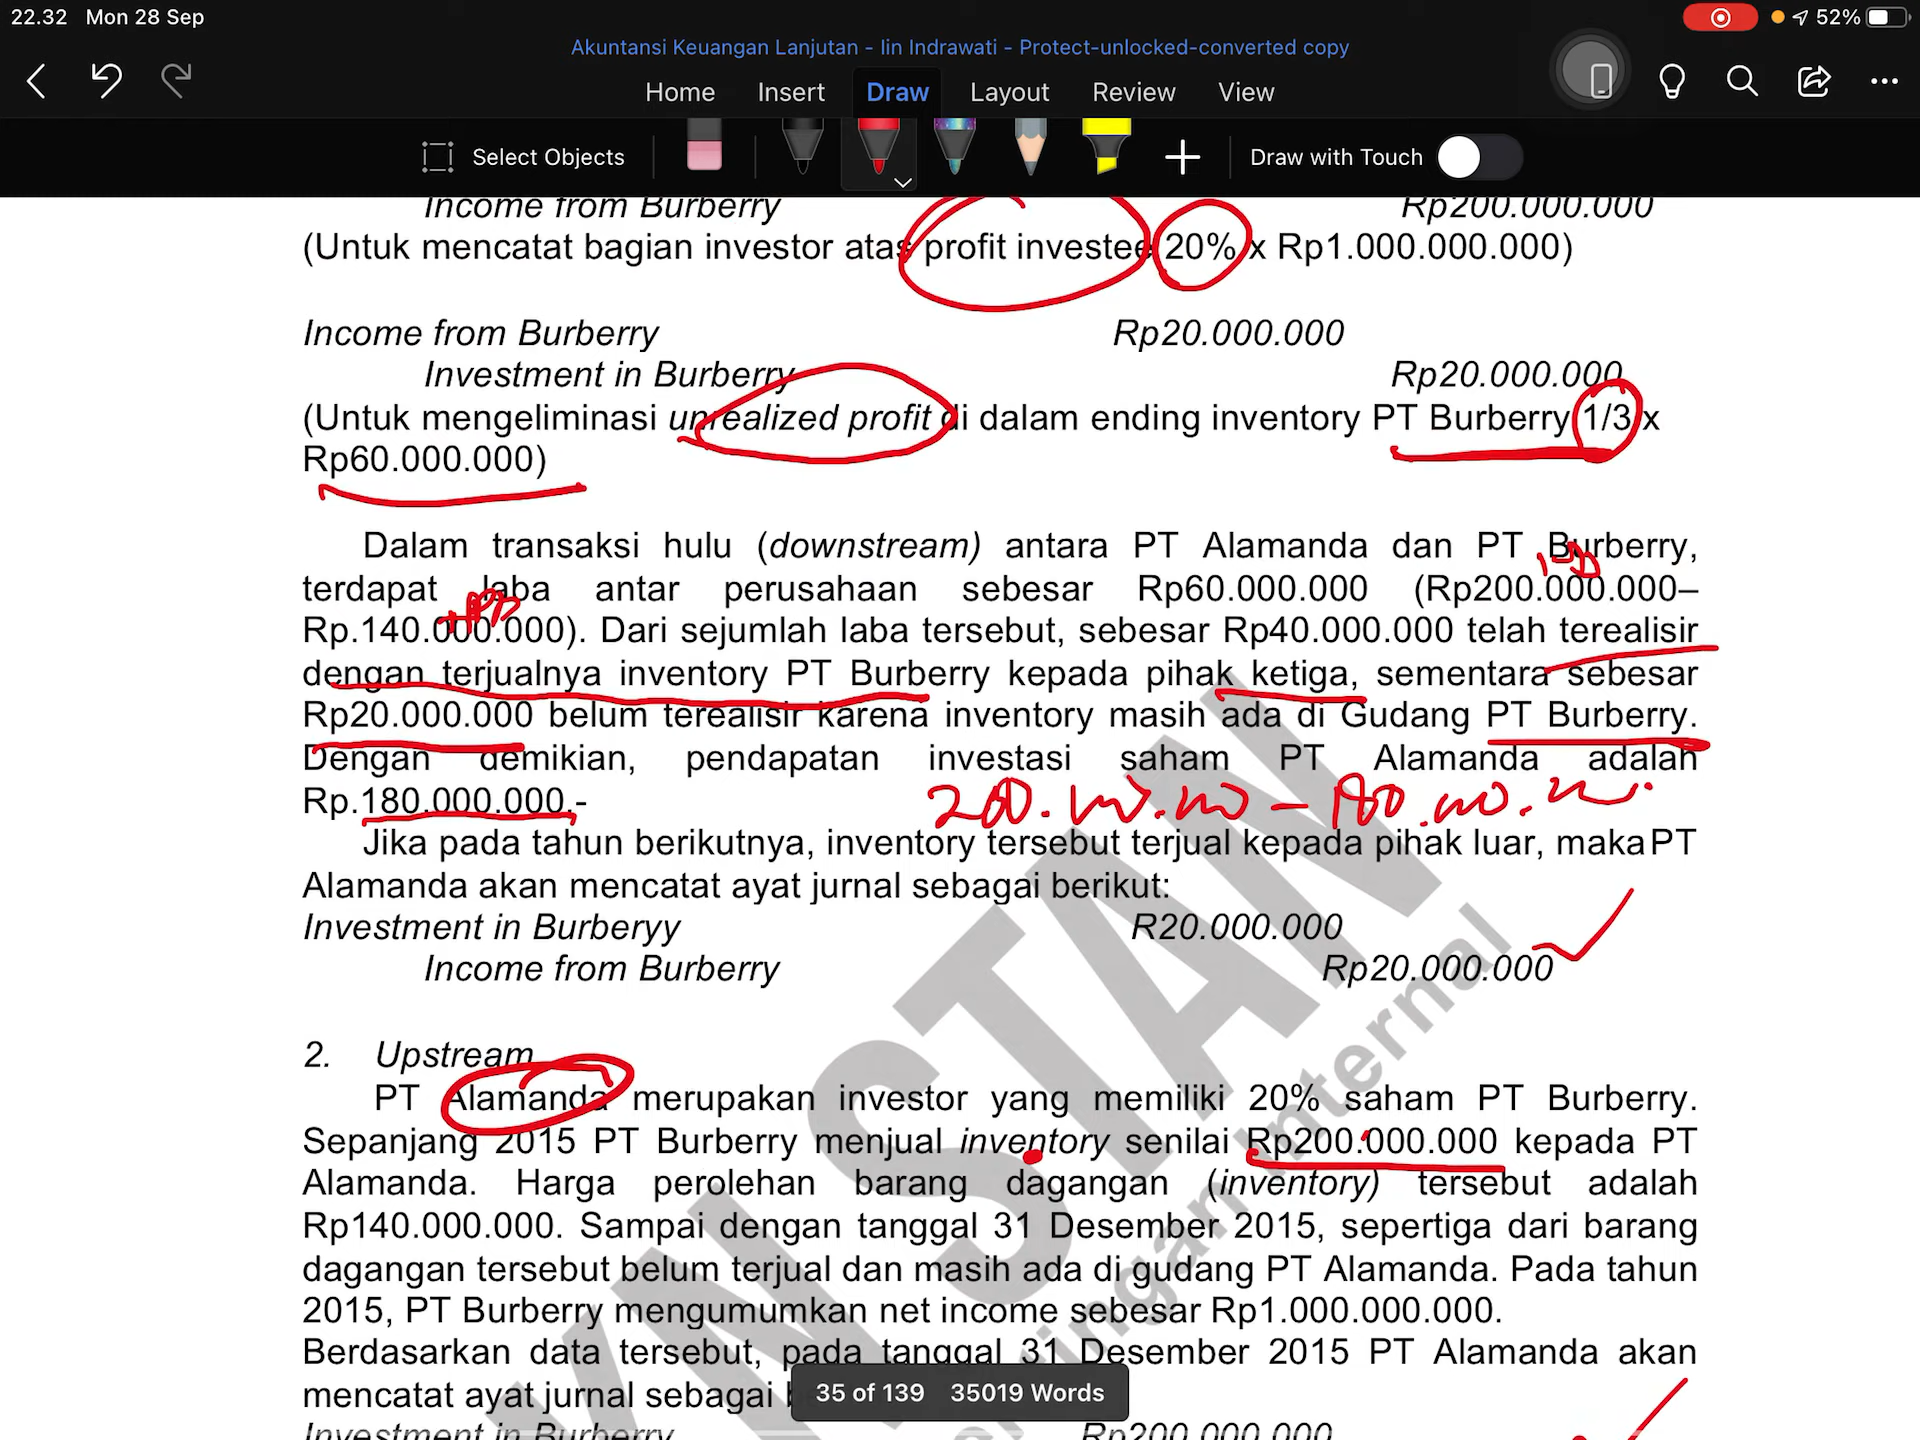 22.32 Mon 28 Sep
52%
Akuntansi Keuangan Lanjutan - Iin Indrawati - Protect-unlocked-converted copy
Home Insert Draw Layout Review View
Select Objects
Draw with Touch
Income from Burberry Rp200.000.000
(Untuk mencatat bagian investor atas profit investee 20% x Rp1.000.000.000)
Income from Burberry Rp20.000.000
Investment in Burberry Rp20.000.000
(Untuk mengeliminasi unrealized profit di dalam ending inventory PT Burberry 1/3 x
Rp60.000.000)
Dalam transaksi hulu (downstream) antara PT Alamanda dan PT Burberry,
terdapat laba antar perusahaan sebesar Rp60.000.000 (Rp200.000.000–
Rp.140.000.000). Dari sejumlah laba tersebut, sebesar Rp40.000.000 telah terealisir
dengan terjualnya inventory PT Burberry kepada pihak ketiga, sementara sebesar
Rp20.000.000 belum terealisir karena inventory masih ada di Gudang PT Burberry.
Dengan demikian, pendapatan investasi saham PT Alamanda adalah
Rp.180.000.000,-
Jika pada tahun berikutnya, inventory tersebut terjual kepada pihak luar, maka PT
Alamanda akan mencatat ayat jurnal sebagai berikut:
Investment in Burberyy R20.000.000
Income from Burberry Rp20.000.000
2. Upstream
PT Alamanda merupakan investor yang memiliki 20% saham PT Burberry.
Sepanjang 2015 PT Burberry menjual inventory senilai Rp200.000.000 kepada PT
Alamanda. Harga perolehan barang dagangan (inventory) tersebut adalah
Rp140.000.000. Sampai dengan tanggal 31 Desember 2015, sepertiga dari barang
dagangan tersebut belum terjual dan masih ada di gudang PT Alamanda. Pada tahun
2015, PT Burberry mengumumkan net income sebesar Rp1.000.000.000.
Berdasarkan data tersebut, pada tanggal 31 Desember 2015 PT Alamanda akan
mencatat ayat jurnal sebagai
Investment in Burberry Rp200.000.000
35 of 139 35019 Words
STAN
Internal